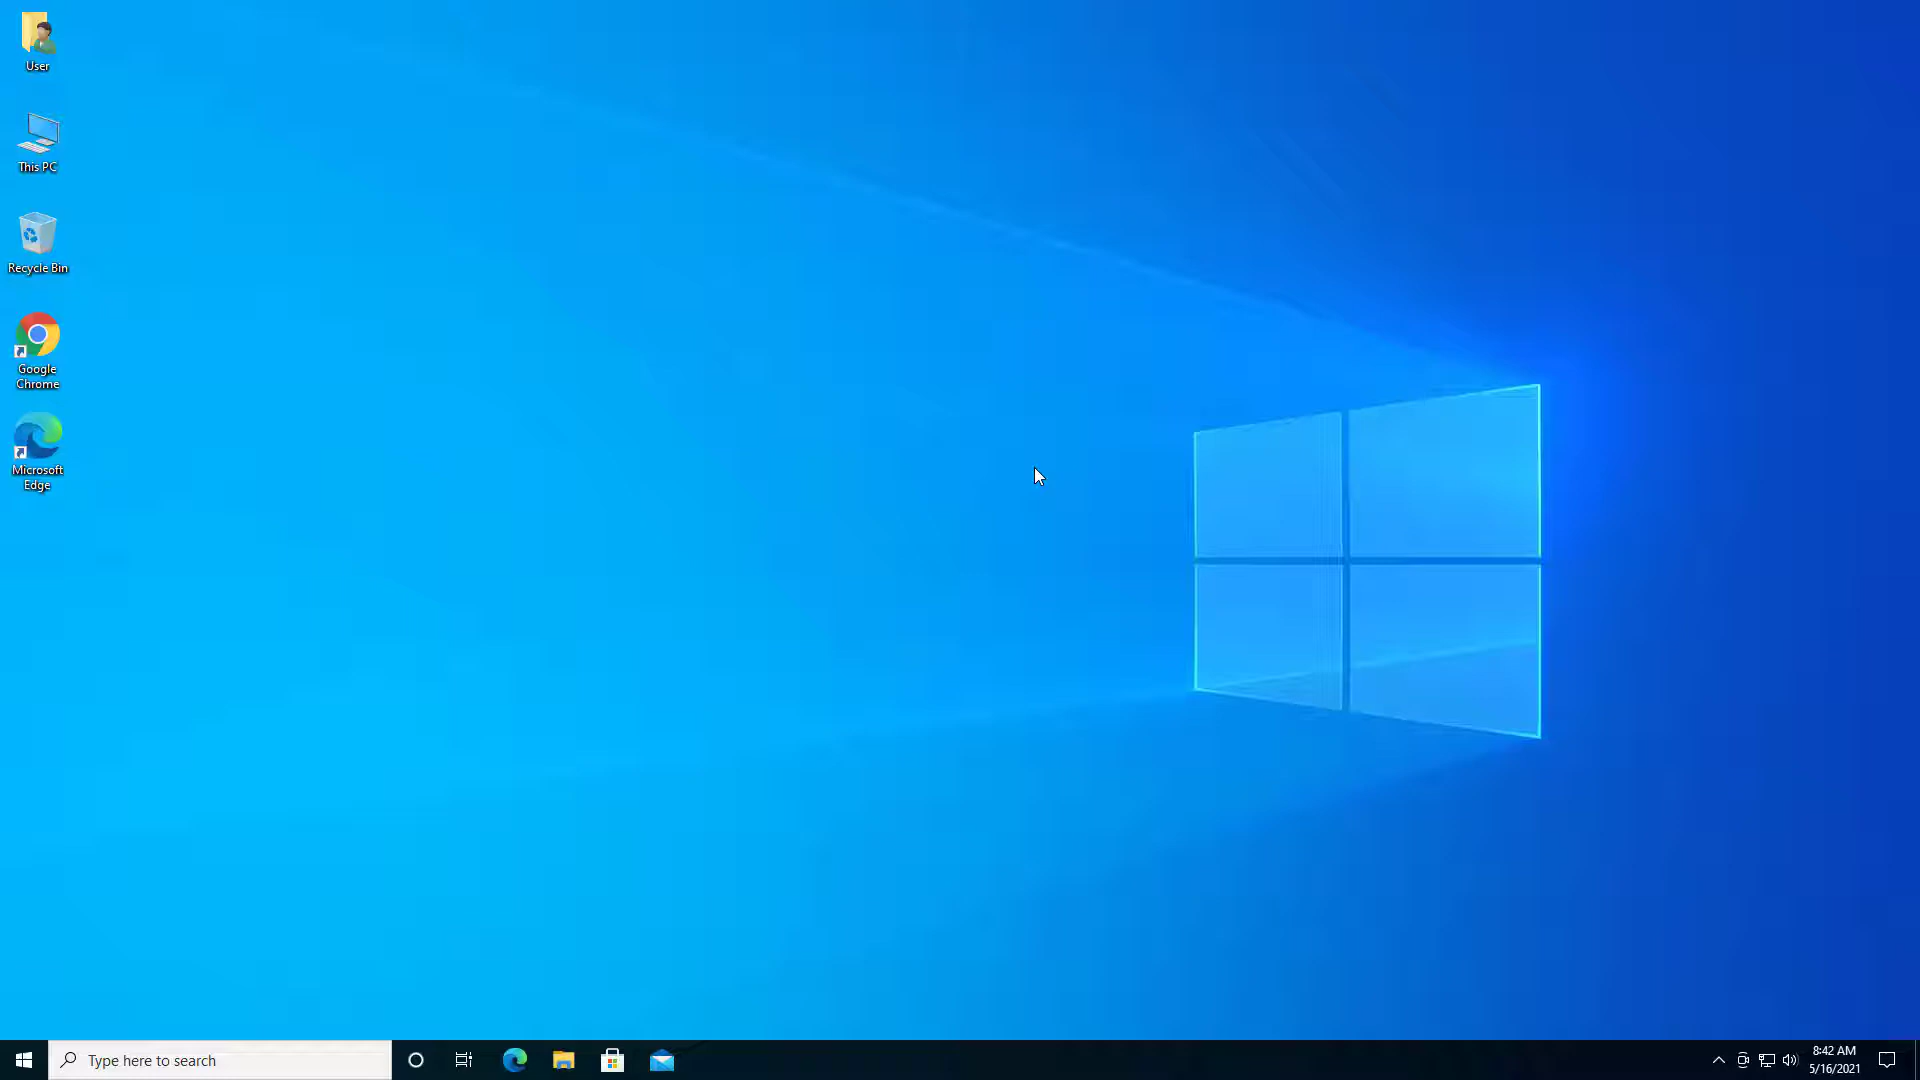 User
This PC
Recycle Bin
Google
Chrome
Microsoft
Edge
Type here to search
8:42 AM
5/16/2021